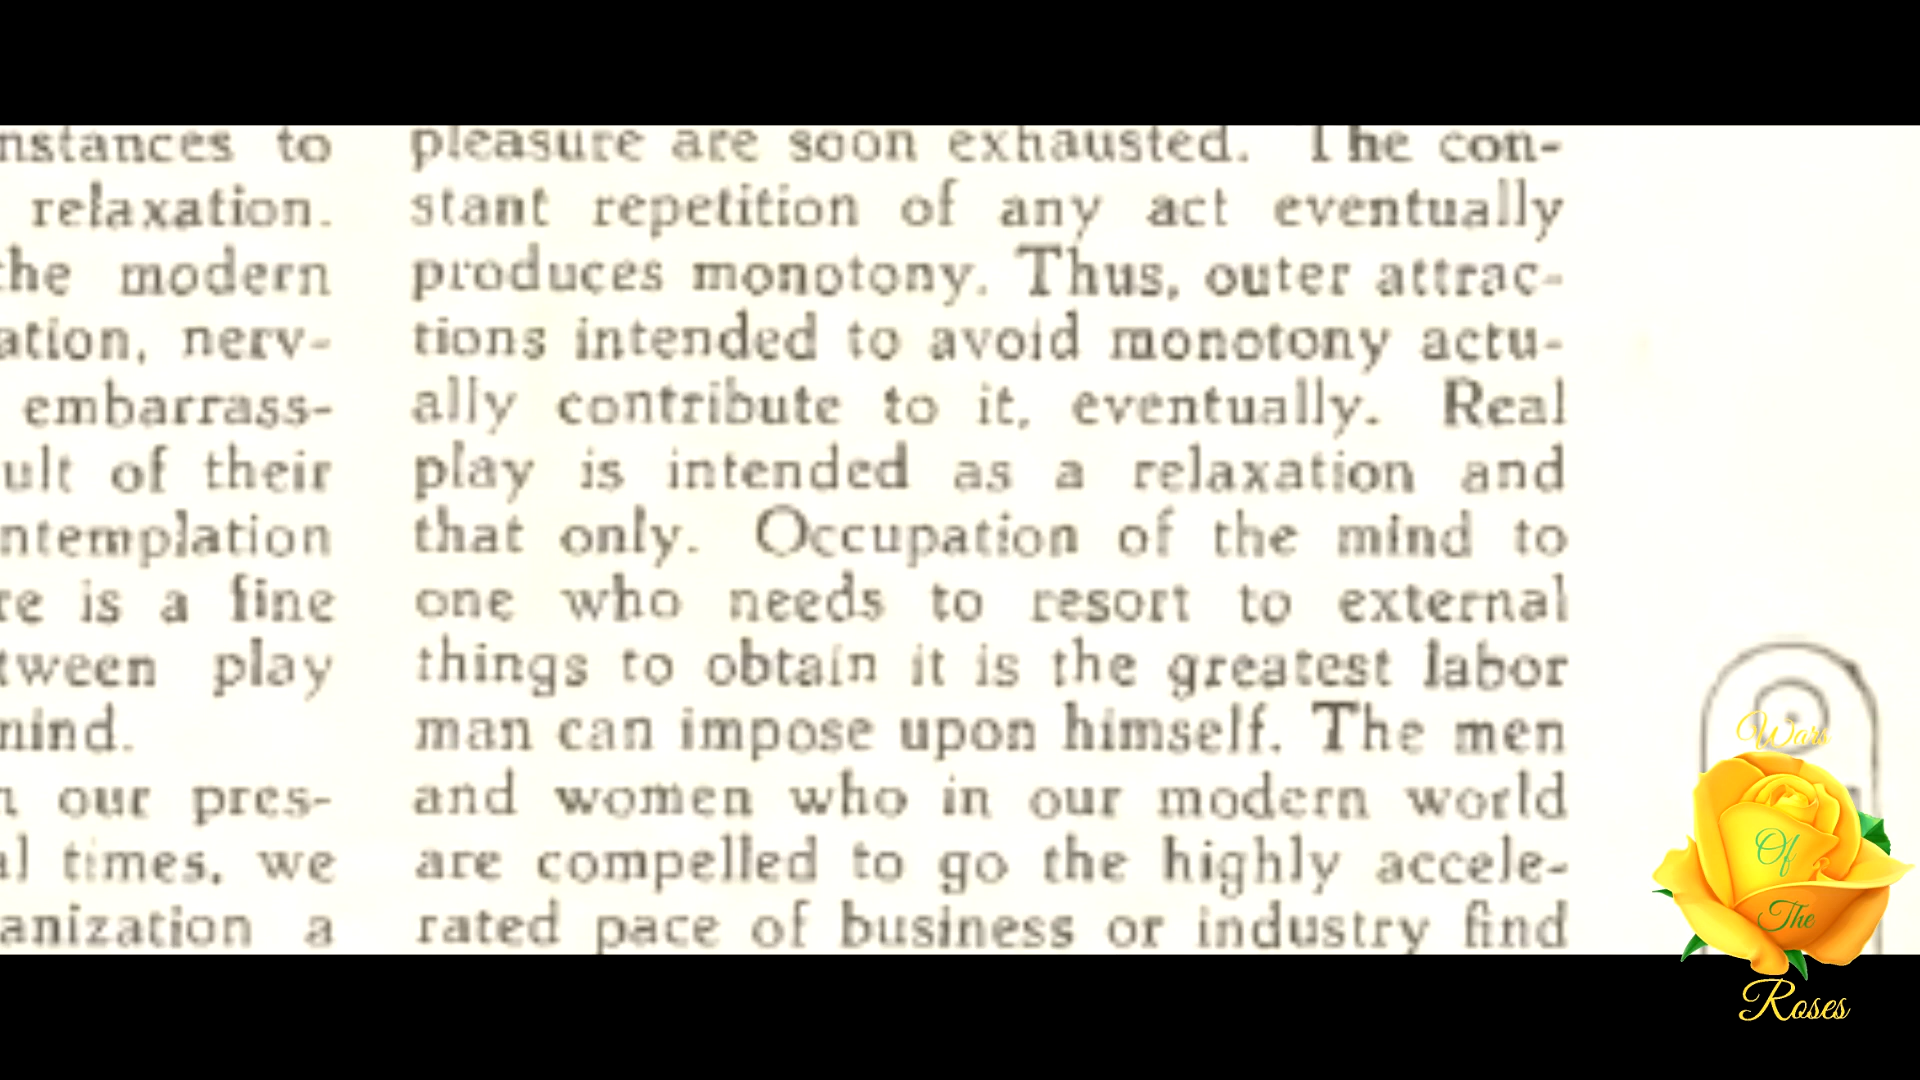 nstances to
relaxation.
the modern
ation, nerv-
embarrass-
ult of their
ntemplation
re is a fine
tween play
mind.
n our pres-
al times, we
anization a
pleasure are soon exhausted. The con-
stant repetition of any act eventually
produces monotony. Thus, outer attrac-
tions intended to avoid monotony actu-
ally contribute to it, eventually. Real
play is intended as a relaxation and
that only. Occupation of the mind to
one who needs to resort to external
things to obtain it is the greatest labor
man can impose upon himself. The men
and women who in our modern world
are compelled to go the highly accele-
rated pace of business or industry find
Wars
Of
The
Roses